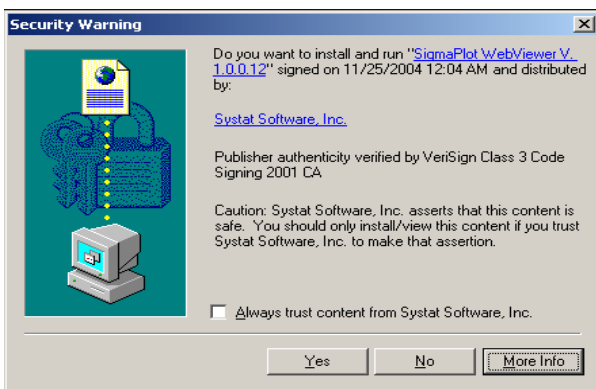 Security Warning
Do you want to install and run "SigmaPlot WebViewer V.
1.0.0.12" signed on 11/25/2004 12:04 AM and distributed
by:
Systat Software, Inc.
Publisher authenticity verified by VeriSign Class 3 Code
Signing 2001 CA
Caution: Systat Software, Inc. asserts that this content is
safe. You should only install/view this content if you trust
Systat Software, Inc. to make that assertion.
Always trust content from Systat Software, Inc.
Yes No More Info